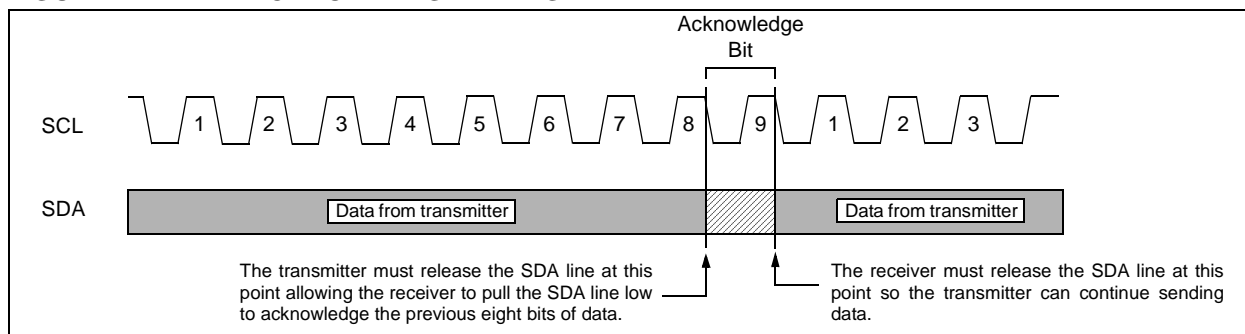 Acknowledge
Bit
SCL
1 2 3 4 5 6 7 8 9 1 2 3
SDA
Data from transmitter
Data from transmitter
The transmitter must release the SDA line at this
point allowing the receiver to pull the SDA line low
to acknowledge the previous eight bits of data.
The receiver must release the SDA line at this
point so the transmitter can continue sending
data.